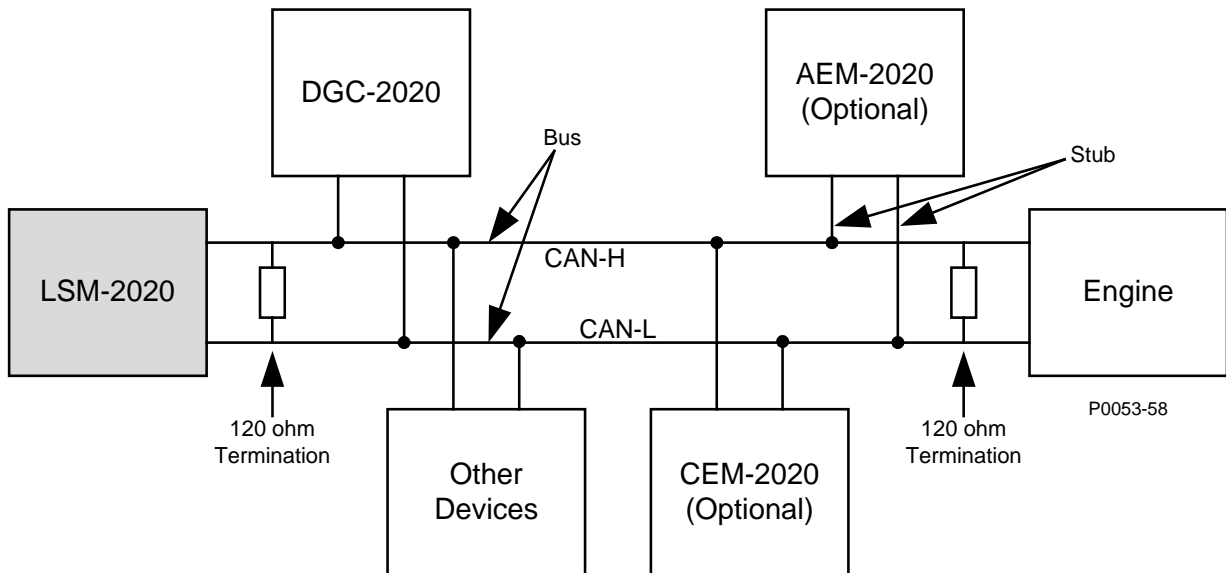 DGC-2020
AEM-2020
(Optional)
Bus
Stub
LSM-2020
CAN-H
Engine
CAN-L
P0053-58
120 ohm
Termination
Other
Devices
CEM-2020
(Optional)
120 ohm
Termination